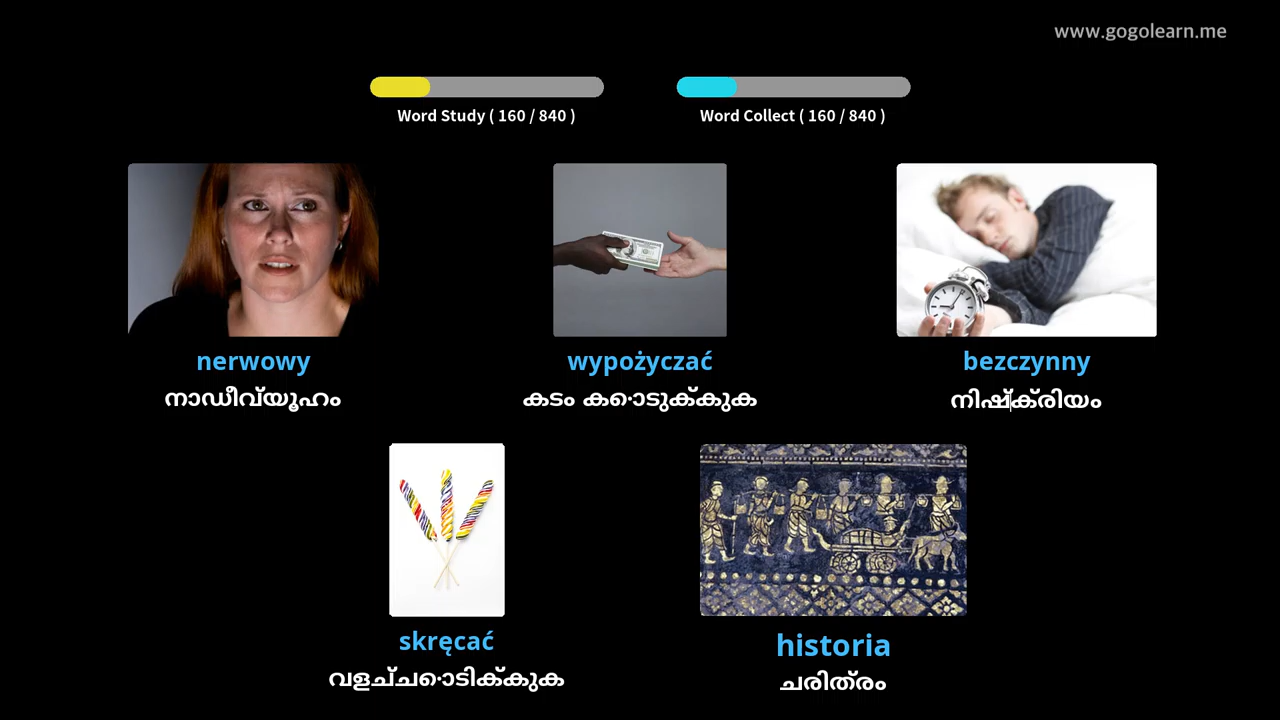 www.gogolearn.me
Word Study ( 160 / 840 )
Word Collect ( 160 / 840 )
nerwowy
wypożyczać
bezczynny
നാഡീവ്യൂഹം
കടം കൊടുക്കുക
നിഷ്ക്രിയം
skręcać
historia
വളച്ചൊടിക്കുക
ചരിത്രം